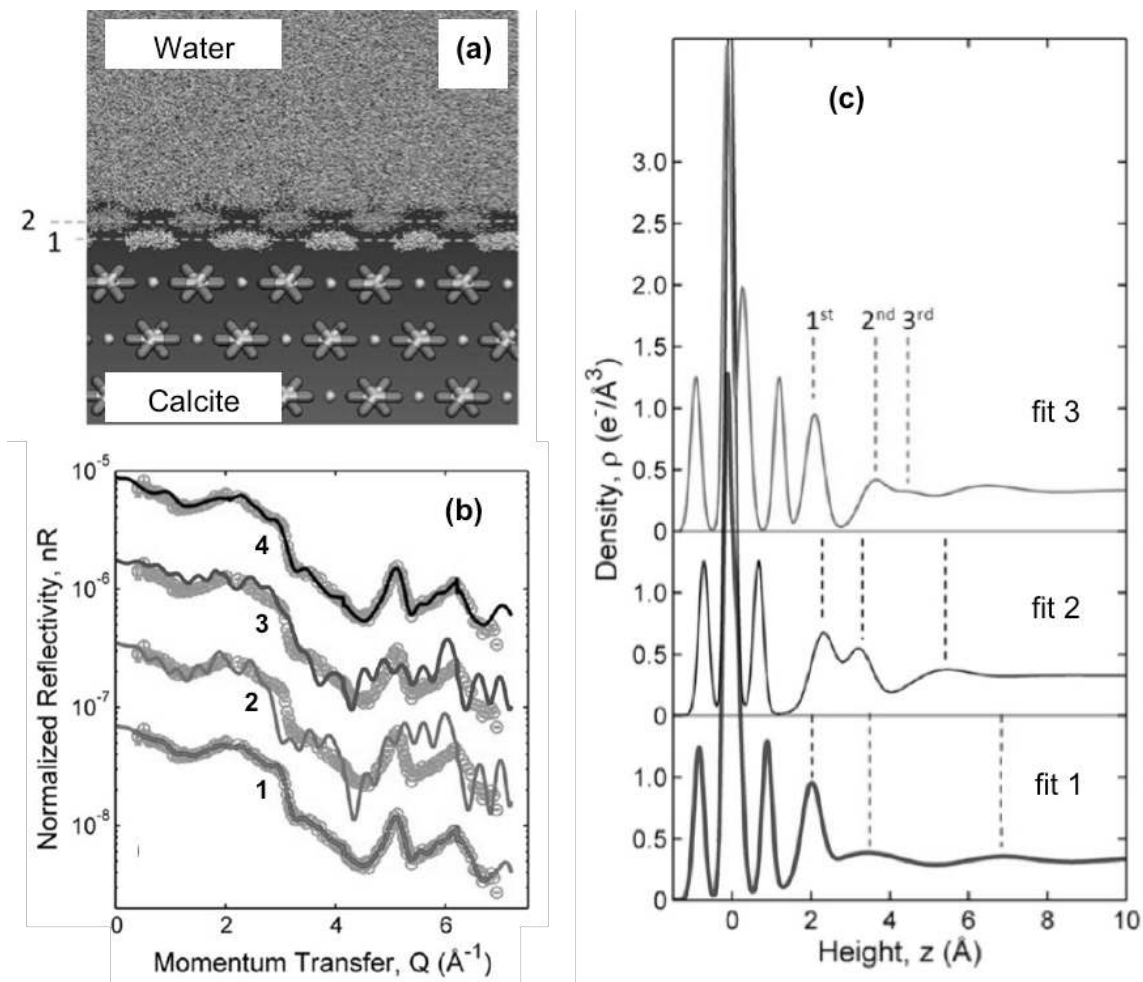 Water
(a)
2
1
Calcite
10⁻⁵
10⁻⁶
10⁻⁷
10⁻⁸
Normalized Reflectivity, nR
(b)
4
3
2
1
0
2
4
6
Momentum Transfer, Q (Å⁻¹)
(c)
3.0
2.5
2.0
1.5
1.0
0.5
0
1.0
0.5
0
1.0
0.5
0
Density, ρ (e⁻/Å³)
1ˢᵗ
2ⁿᵈ
3ʳᵈ
fit 3
fit 2
fit 1
0
2
4
6
8
10
Height, z (Å)